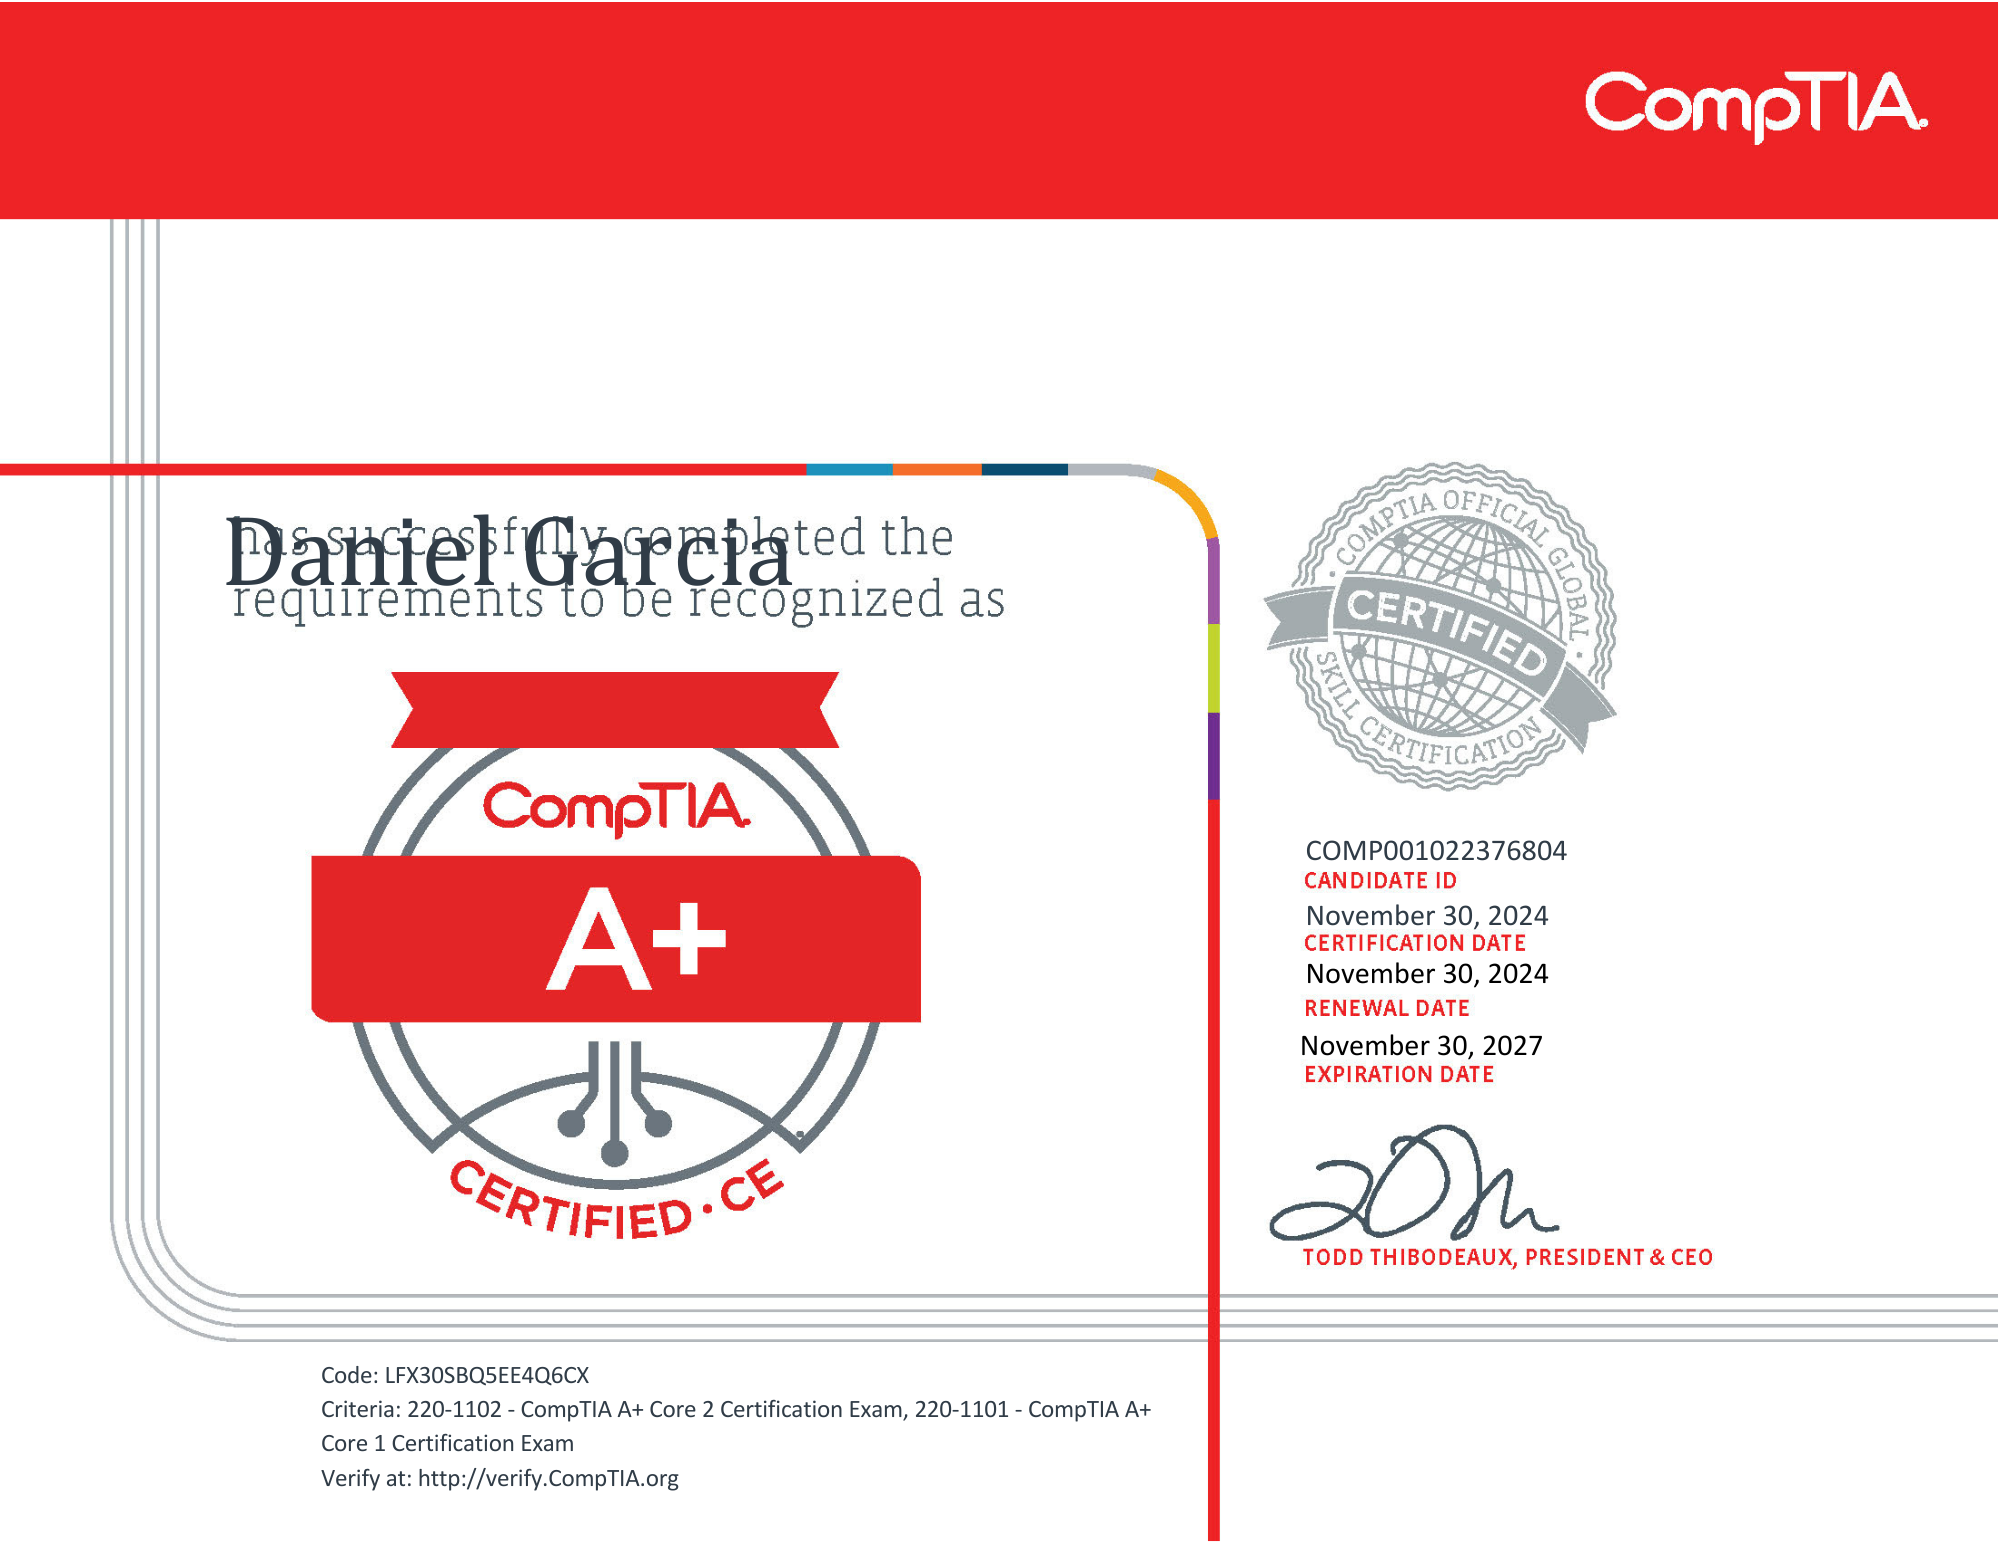 CompTIA.
Daniel Garcia
has successfully completed the
requirements to be recognized as
CompTIA.
A+
CERTIFIED · CE
· COMPTIA OFFICIAL GLOBAL ·
CERTIFIED
SKILL CERTIFICATION
COMP001022376804
CANDIDATE ID
November 30, 2024
CERTIFICATION DATE
November 30, 2024
RENEWAL DATE
November 30, 2027
EXPIRATION DATE
TODD THIBODEAUX, PRESIDENT & CEO
Code: LFX30SBQ5EE4Q6CX
Criteria: 220-1102 - CompTIA A+ Core 2 Certification Exam, 220-1101 - CompTIA A+
Core 1 Certification Exam
Verify at: http://verify.CompTIA.org